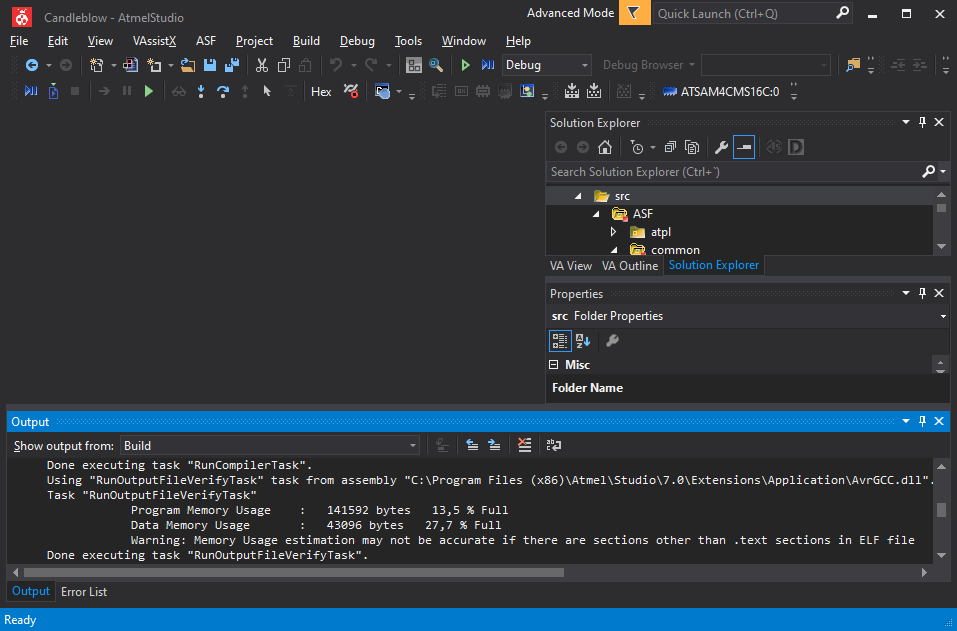 Candleblow - AtmelStudio
Advanced Mode
Quick Launch (Ctrl+Q)
File Edit View VAssistX ASF Project Build Debug Tools Window Help
Debug Debug Browser
Hex ATSAM4CMS16C:0
Solution Explorer
Search Solution Explorer (Ctrl+`)
src
ASF
atpl
common
VA View VA Outline Solution Explorer
Properties
src Folder Properties
Misc
Folder Name
Output
Show output from: Build
Done executing task "RunCompilerTask".
Using "RunOutputFileVerifyTask" task from assembly "C:\Program Files (x86)\Atmel\Studio\7.0\Extensions\Application\AvrGCC.dll".
Task "RunOutputFileVerifyTask"
Program Memory Usage : 141592 bytes 13,5 % Full
Data Memory Usage : 43096 bytes 27,7 % Full
Warning: Memory Usage estimation may not be accurate if there are sections other than .text sections in ELF file
Done executing task "RunOutputFileVerifyTask".
Output Error List
Ready